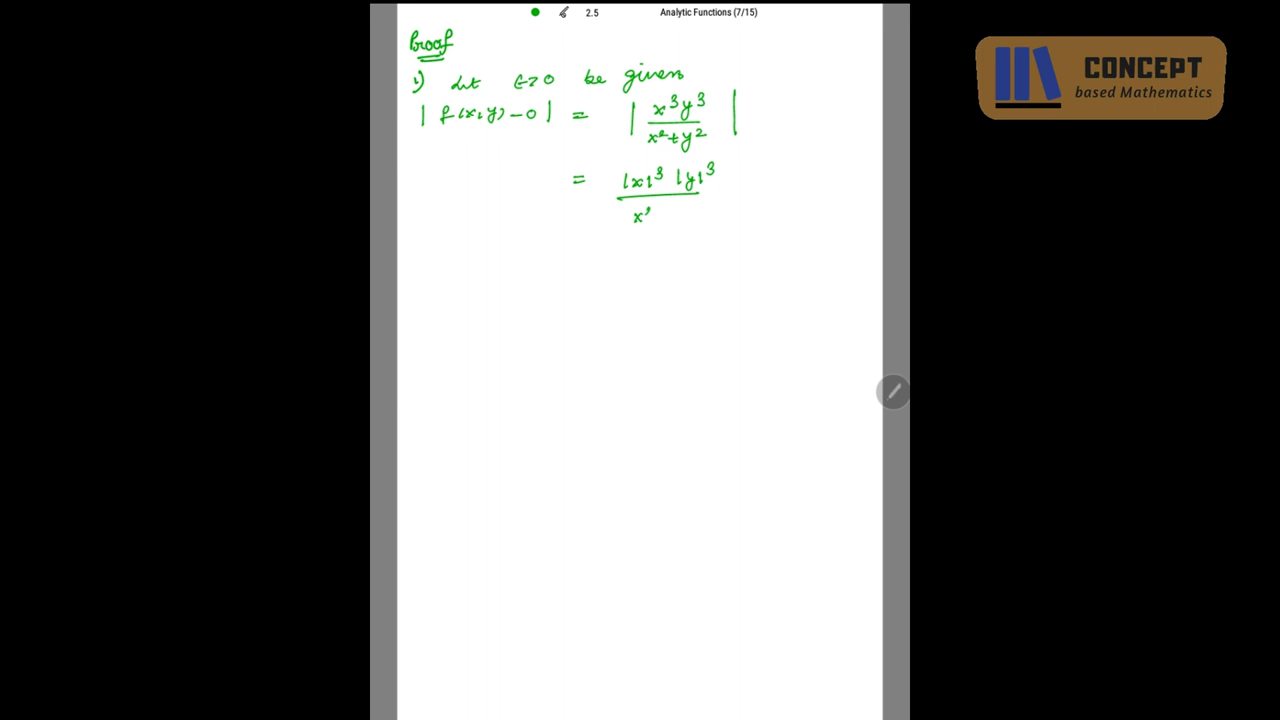 2.5 Analytic Functions (7/15)
CONCEPT
based Mathematics
Proof
i) Let ε>0 be given
| f(x,y) - 0 | = | x³y³ / x²+y² |
= |x|³ |y|³ / x²